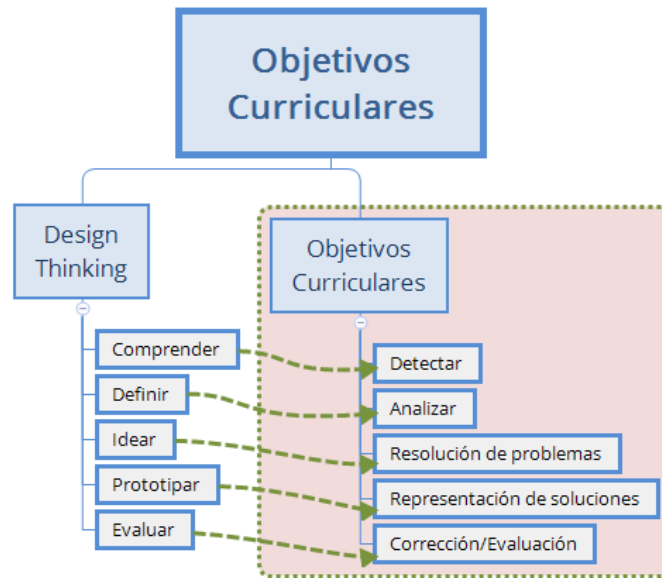 Objetivos
Curriculares
Design
Thinking
Comprender
Definir
Idear
Prototipar
Evaluar
Objetivos
Curriculares
Detectar
Analizar
Resolución de problemas
Representación de soluciones
Corrección/Evaluación